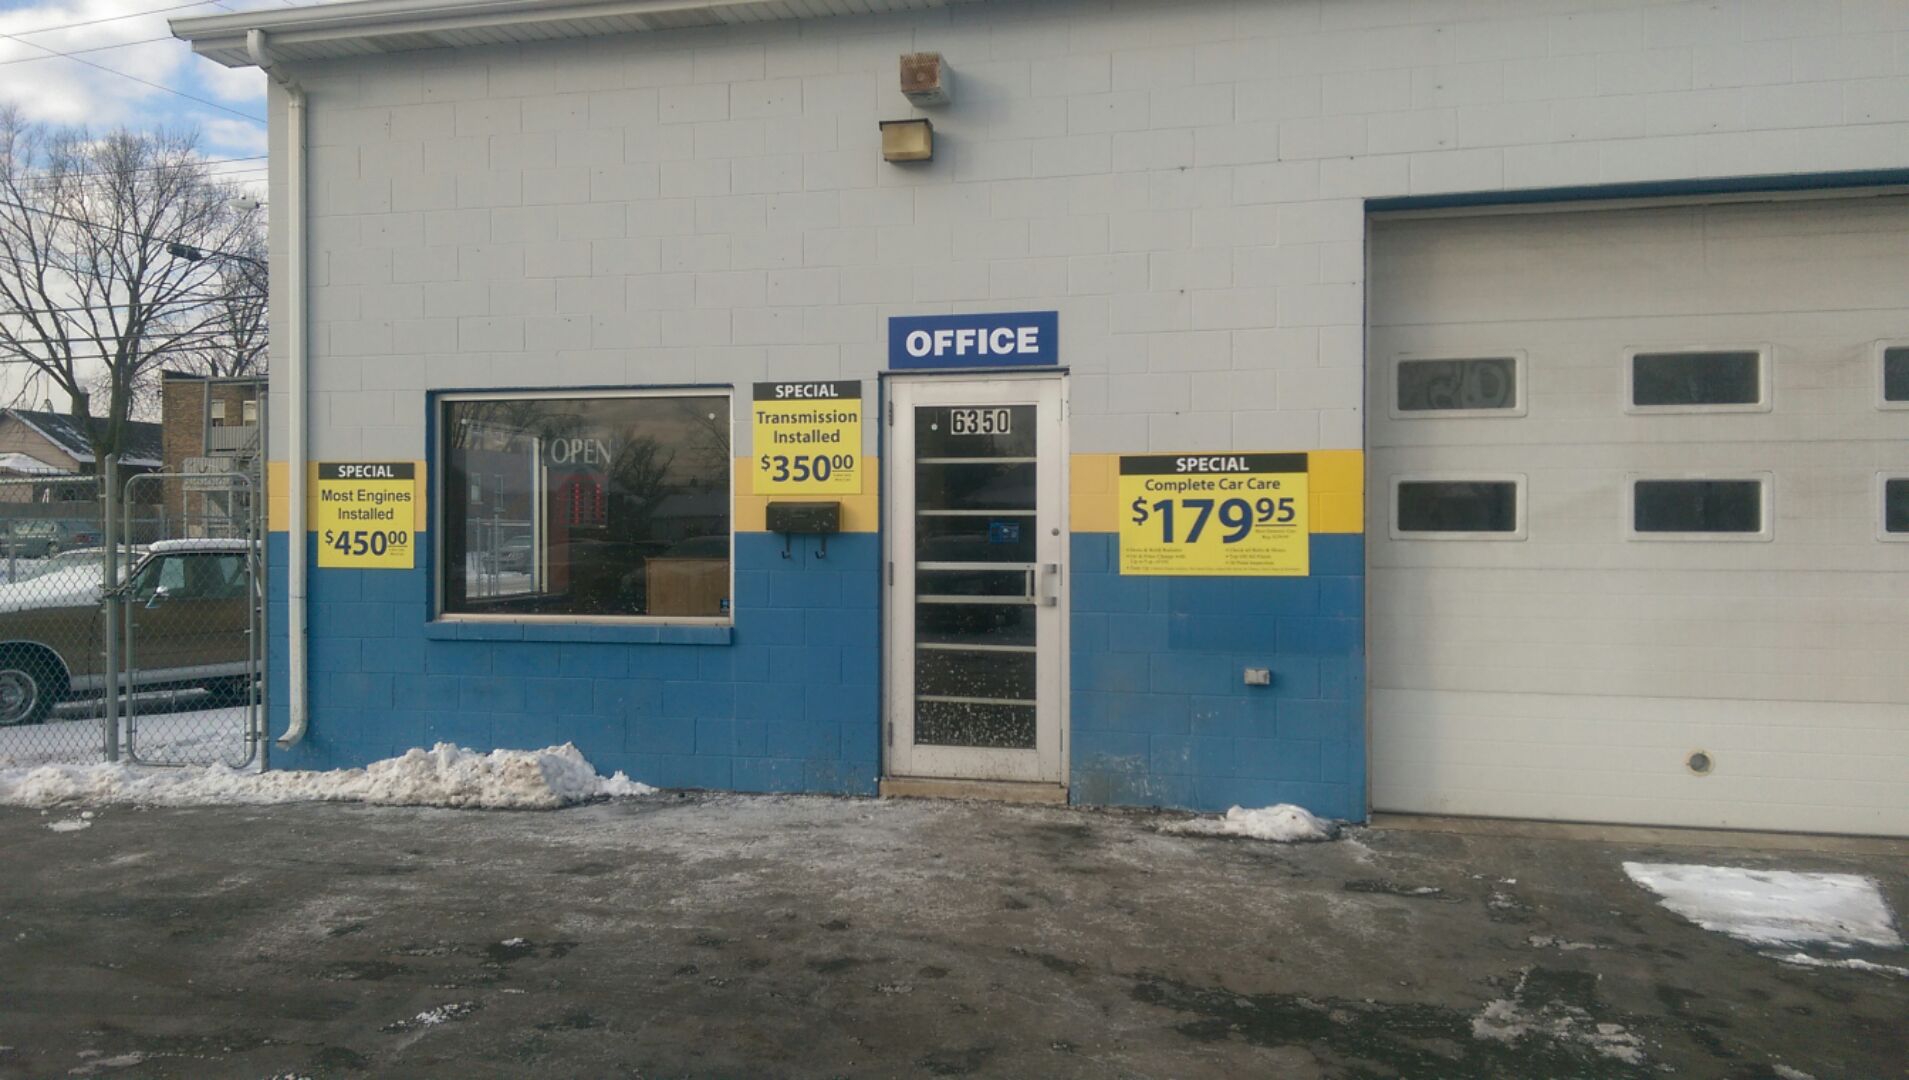 OFFICE
6350
OPEN
SPECIAL
Most Engines
Installed
$450 00
SPECIAL
Transmission
Installed
$350 00
SPECIAL
Complete Car Care
$179 95